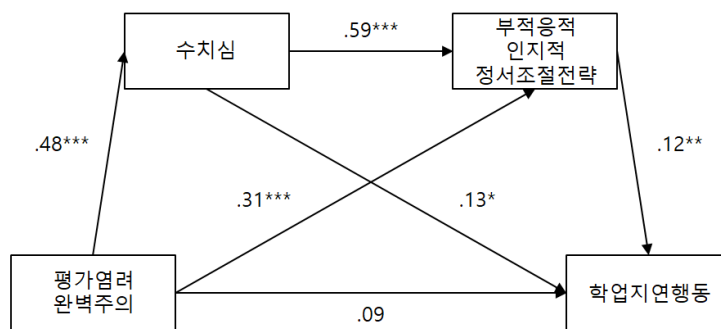 .59***
수치심
부적응적
인지적
정서조절전략
.48***
.12**
.31***
.13*
평가염려
완벽주의
학업지연행동
.09